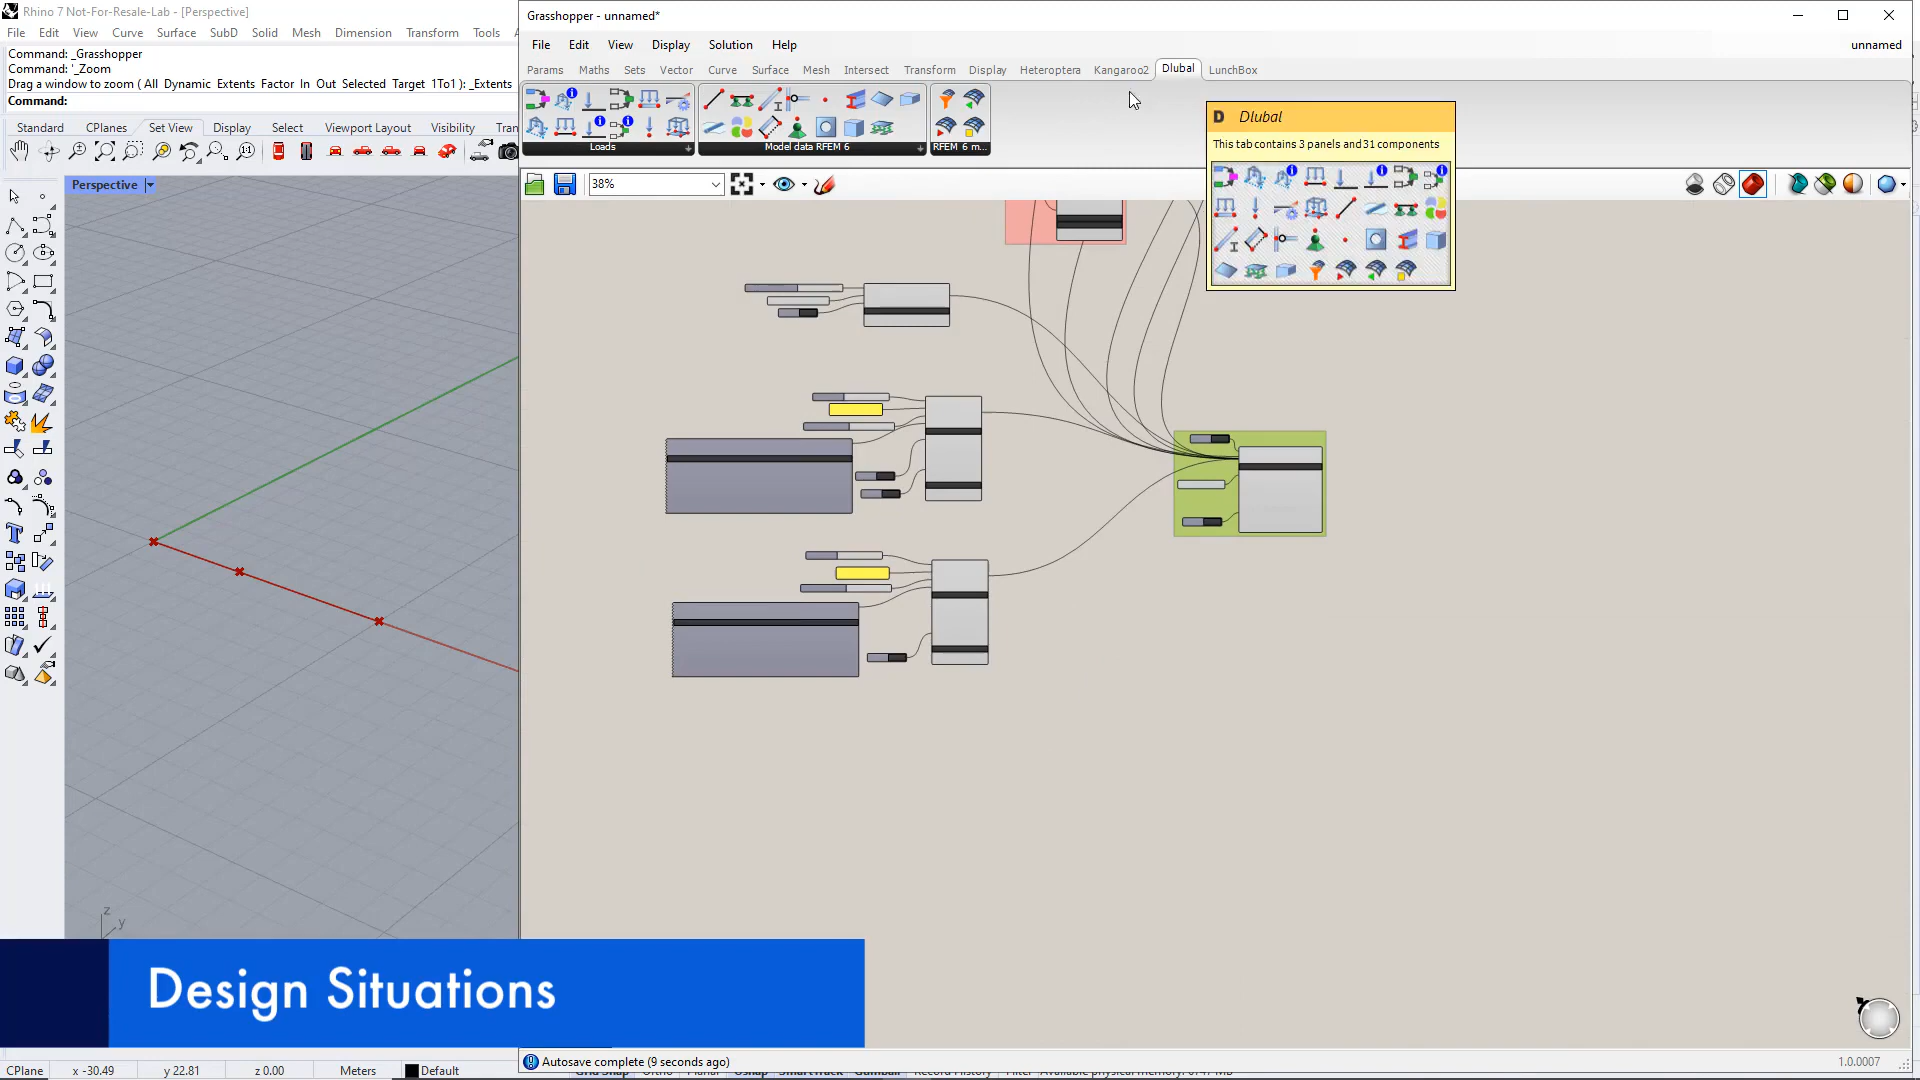 Rhino 7 Not-For-Resale-Lab - [Perspective]
File Edit View Curve Surface SubD Solid Mesh Dimension Transform Tools
Command: _Grasshopper
Command: '_Zoom
Drag a window to zoom ( All Dynamic Extents Factor In Out Selected Target 1To1 ): _Extents
Command:
Standard CPlanes Set View Display Select Viewport Layout Visibility Tran
Perspective
z
y
Grasshopper - unnamed*
File Edit View Display Solution Help unnamed
Params Maths Sets Vector Curve Surface Mesh Intersect Transform Display Heteroptera Kangaroo2 Dlubal LunchBox
Loads Model data RFEM 6 RFEM 6 m...
D Dlubal
This tab contains 3 panels and 31 components
38%
Design Situations
Autosave complete (9 seconds ago) 1.0.0007
CPlane x -30.49 y 22.81 z 0.00 Meters Default